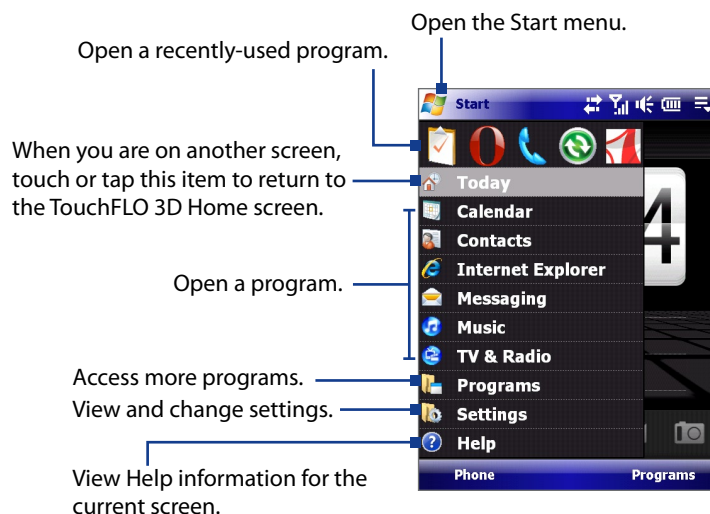 Open the Start menu.
Open a recently-used program.
Start
When you are on another screen,
touch or tap this item to return to
the TouchFLO 3D Home screen.
Today
4
Calendar
Contacts
Internet Explorer
Open a program.
Messaging
Music
TV & Radio
Access more programs.
Programs
View and change settings.
Settings
Help
View Help information for the
current screen.
Phone
Programs